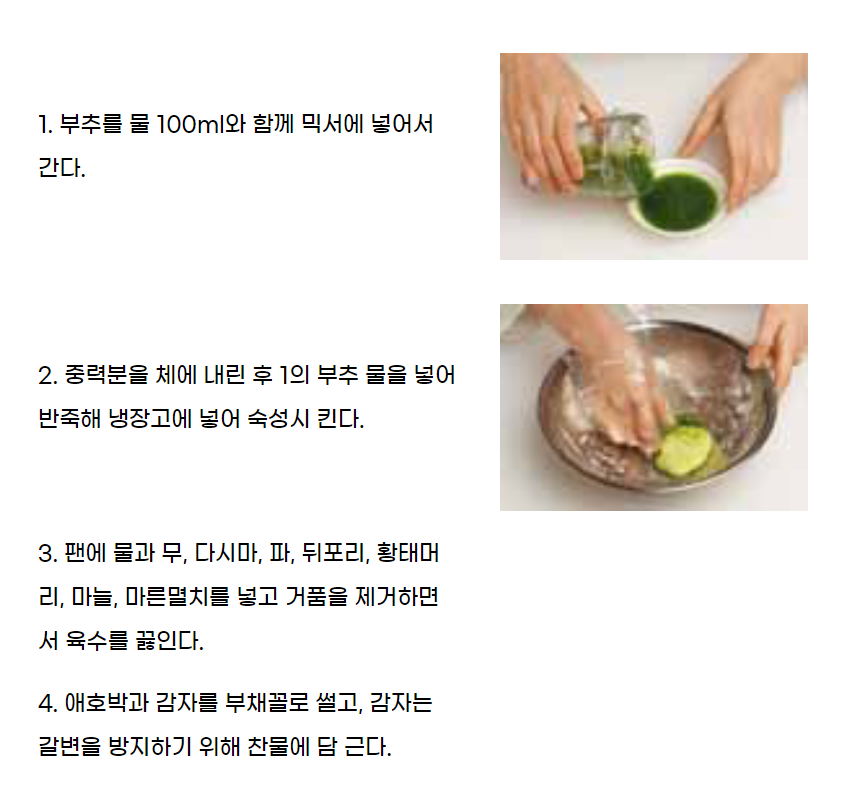 1. 부추를 물 100ml와 함께 믹서에 넣어서
간다.
2. 중력분을 체에 내린 후 1의 부추 물을 넣어
반죽해 냉장고에 넣어 숙성시 킨다.
3. 팬에 물과 무, 다시마, 파, 뒤포리, 황태머
리, 마늘, 마른멸치를 넣고 거품을 제거하면
서 육수를 끓인다.
4. 애호박과 감자를 부채꼴로 썰고, 감자는
갈변을 방지하기 위해 찬물에 담 근다.